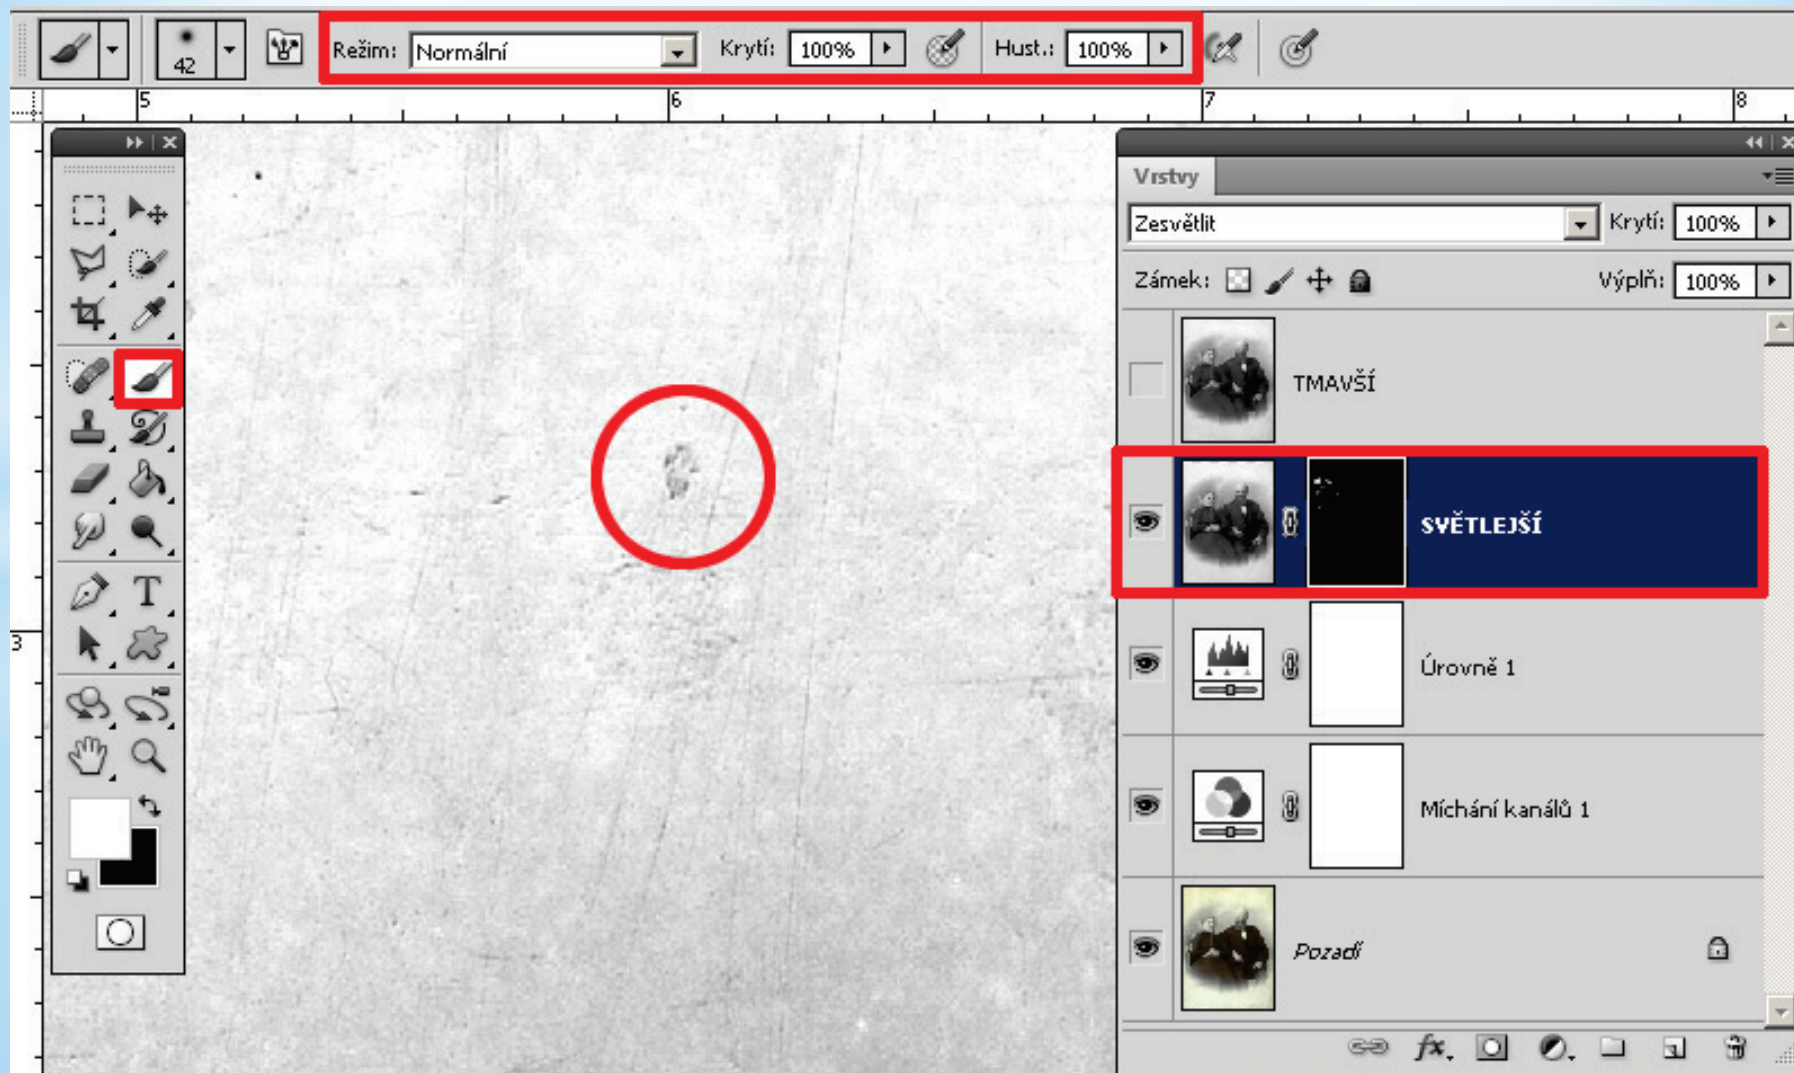 42 Režim: Normální Krytí: 100% Hust.: 100%
5 6 7 8
Vrstvy
Zesvětlit Krytí: 100%
Zámek: Výplň: 100%
TMAVŠÍ
SVĚTLEJŠÍ
3
Úrovně 1
Míchání kanálů 1
Pozadí
T
fx.